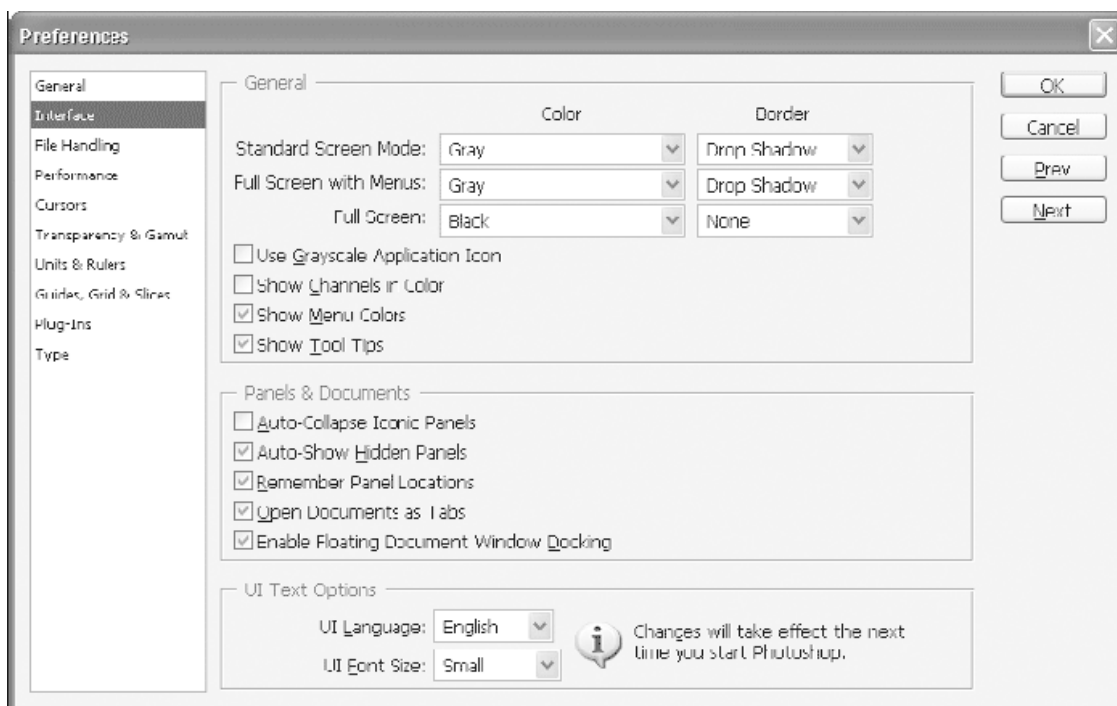 Preferences
General
Interface
File Handling
Performance
Cursors
Transparency & Gamut
Units & Rulers
Guides, Grid & Slices
Plug-Ins
Type
General
Color Border
Standard Screen Mode: Gray Drop Shadow
Full Screen with Menus: Gray Drop Shadow
Full Screen: Black None
Use Grayscale Application Icon
Show Channels in Color
Show Menu Colors
Show Tool Tips
Panels & Documents
Auto-Collapse Iconic Panels
Auto-Show Hidden Panels
Remember Panel Locations
Open Documents as Tabs
Enable Floating Document Window Docking
UI Text Options
UI Language: English
UI Font Size: Small
Changes will take effect the next
time you start Photoshop.
OK
Cancel
Prev
Next